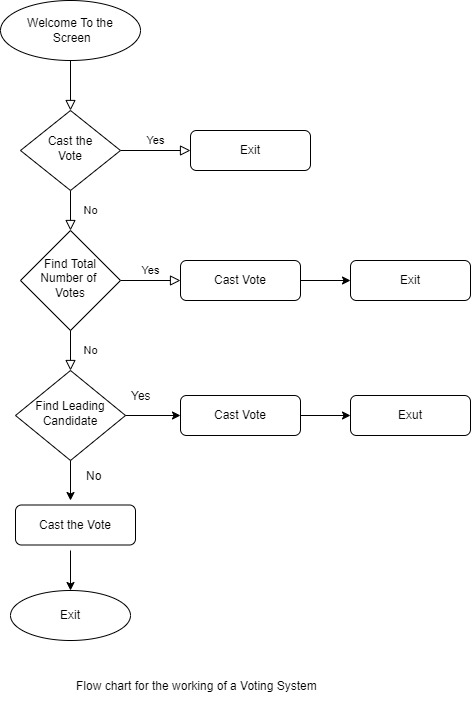 Welcome To the
Screen
Cast the
Vote
Yes
Exit
No
Find Total
Number of
Votes
Yes
Cast Vote
Exit
No
Find Leading
Candidate
Yes
Cast Vote
Exut
No
Cast the Vote
Exit
Flow chart for the working of a Voting System